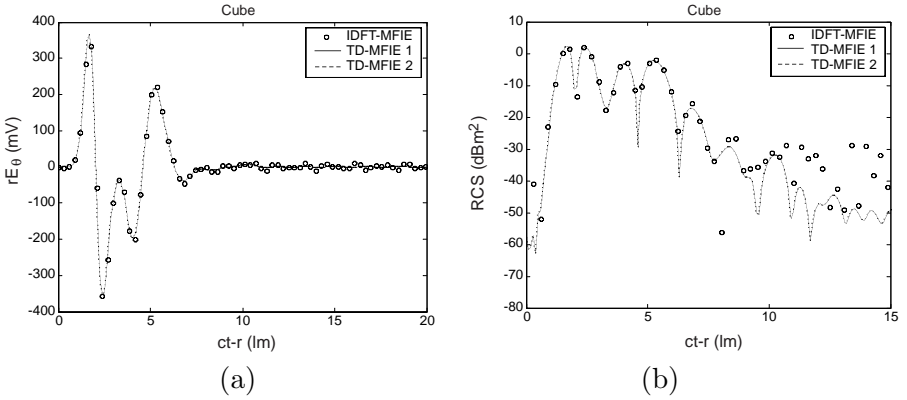 Cube
IDFT-MFIE
TD-MFIE 1
TD-MFIE 2
400
300
200
100
0
-100
-200
-300
-400
rEθ (mV)
0 5 10 15 20
ct-r (lm)
(a)
Cube
IDFT-MFIE
TD-MFIE 1
TD-MFIE 2
10
0
-10
-20
-30
-40
-50
-60
-70
-80
RCS (dBm²)
0 5 10 15
ct-r (lm)
(b)